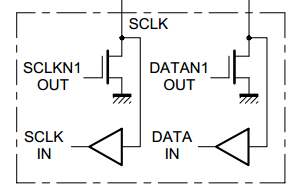 SCLK
SCLKN1
OUT
DATAN1
OUT
SCLK
IN
DATA
IN